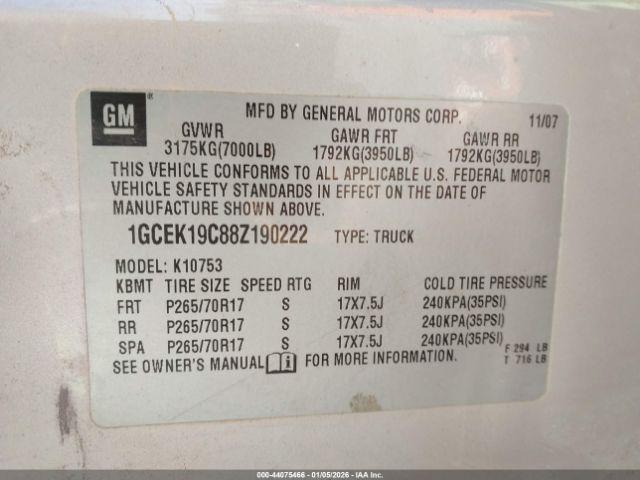 GM ®
MFD BY GENERAL MOTORS CORP. 11/07
GVWR GAWR FRT GAWR RR
3175KG(7000LB) 1792KG(3950LB) 1792KG(3950LB)
THIS VEHICLE CONFORMS TO ALL APPLICABLE U.S. FEDERAL MOTOR
VEHICLE SAFETY STANDARDS IN EFFECT ON THE DATE OF
MANUFACTURE SHOWN ABOVE.
1GCEK19C88Z190222 TYPE: TRUCK
MODEL: K10753
KBMT TIRE SIZE SPEED RTG RIM COLD TIRE PRESSURE
FRT P265/70R17 S 17X7.5J 240KPA(35PSI)
RR P265/70R17 S 17X7.5J 240KPA(35PSI)
SPA P265/70R17 S 17X7.5J 240KPA(35PSI)
SEE OWNER'S MANUAL FOR MORE INFORMATION.
F 294 LB
T 716 LB
000-44075466 - 01/05/2026 - IAA Inc.